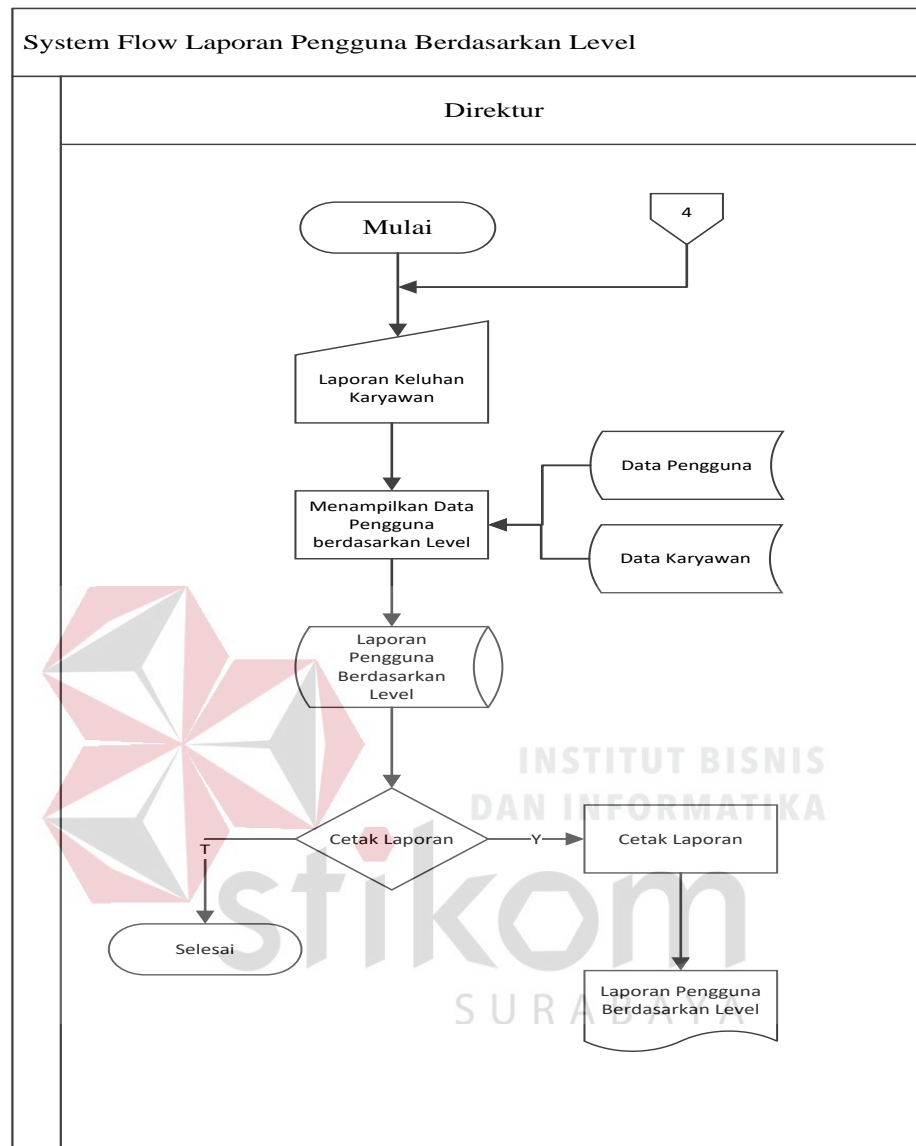 System Flow Laporan Pengguna Berdasarkan Level
Direktur
Mulai
4
Laporan Keluhan
Karyawan
Data Pengguna
Menampilkan Data
Pengguna
berdasarkan Level
Data Karyawan
Laporan
Pengguna
Berdasarkan
Level
INSTITUT BISNIS
DAN INFORMATIKA
Cetak Laporan
T
Y
Cetak Laporan
stikom
SURABAYA
Selesai
Laporan Pengguna
Berdasarkan Level